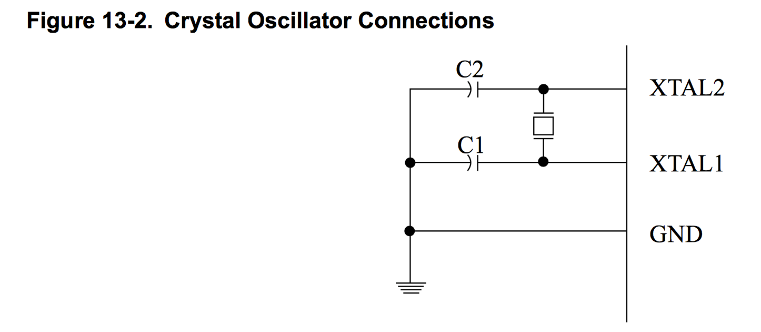 Figure 13-2. Crystal Oscillator Connections
C2
XTAL2
C1
XTAL1
GND